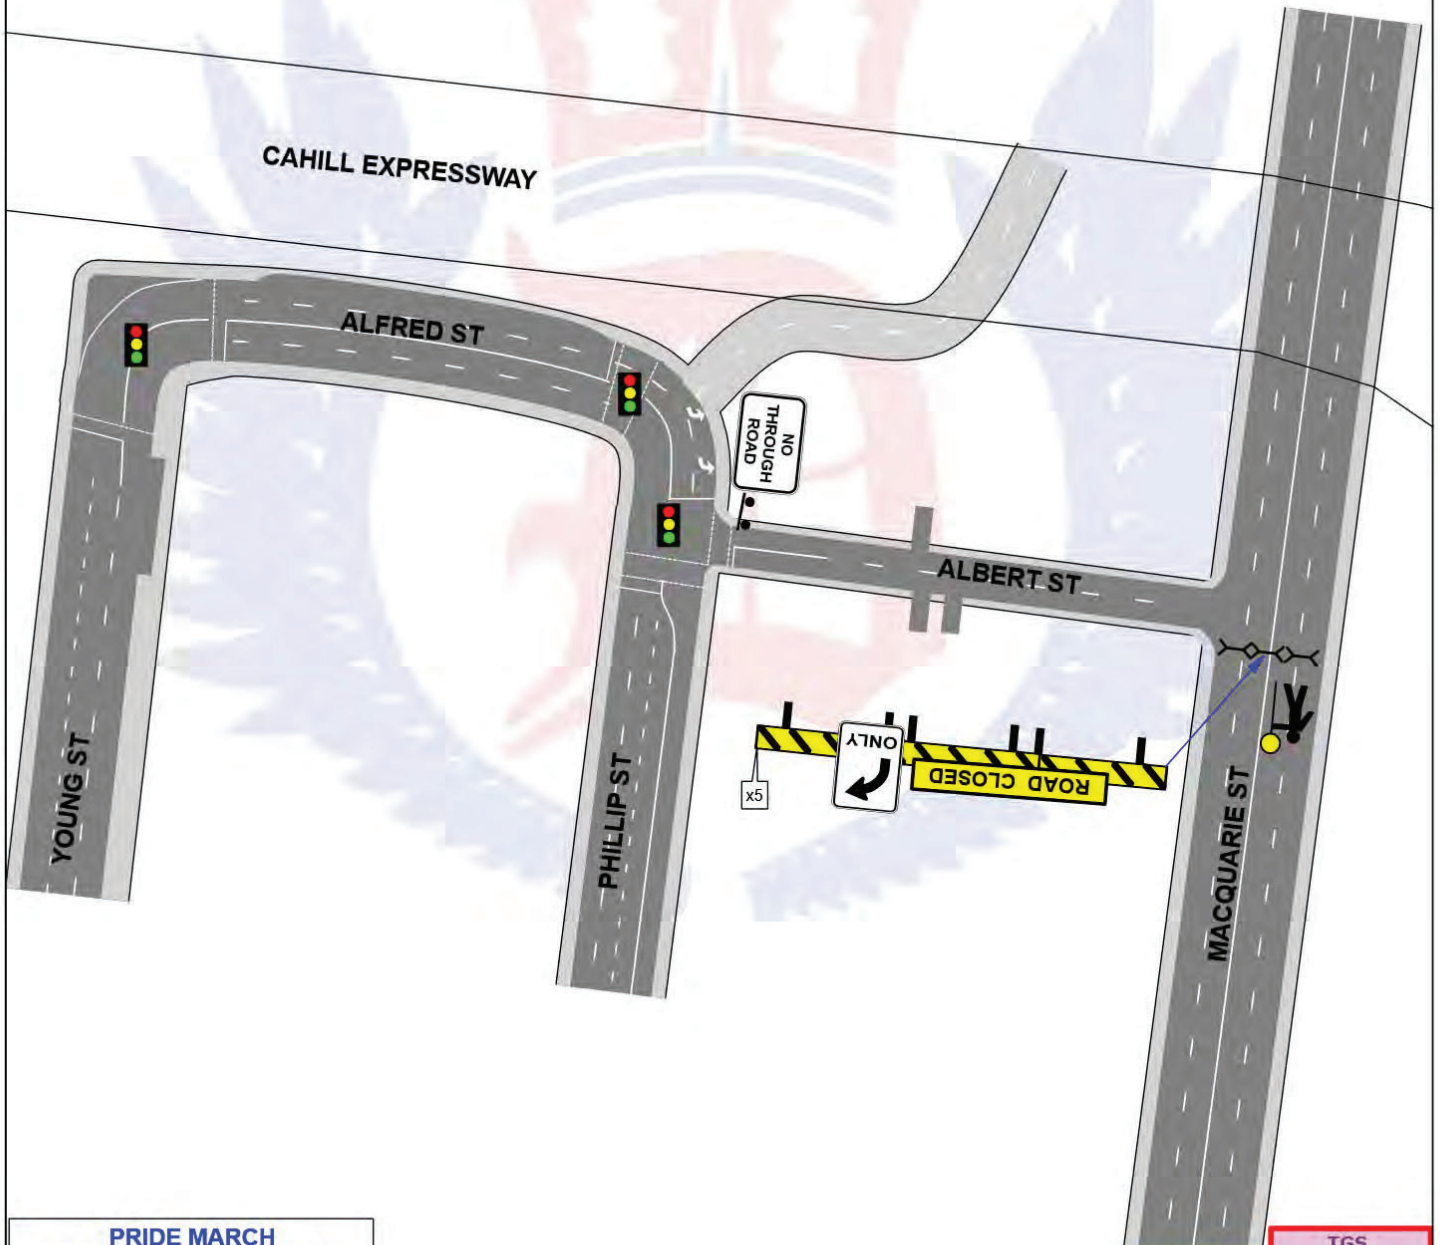 CAHILL EXPRESSWAY
ALFRED ST
NO
THROUGH
ROAD
ALBERT ST
ONLY
ROAD CLOSED
x5
YOUNG ST
PHILLIP ST
MACQUARIE ST
PRIDE MARCH
TGS